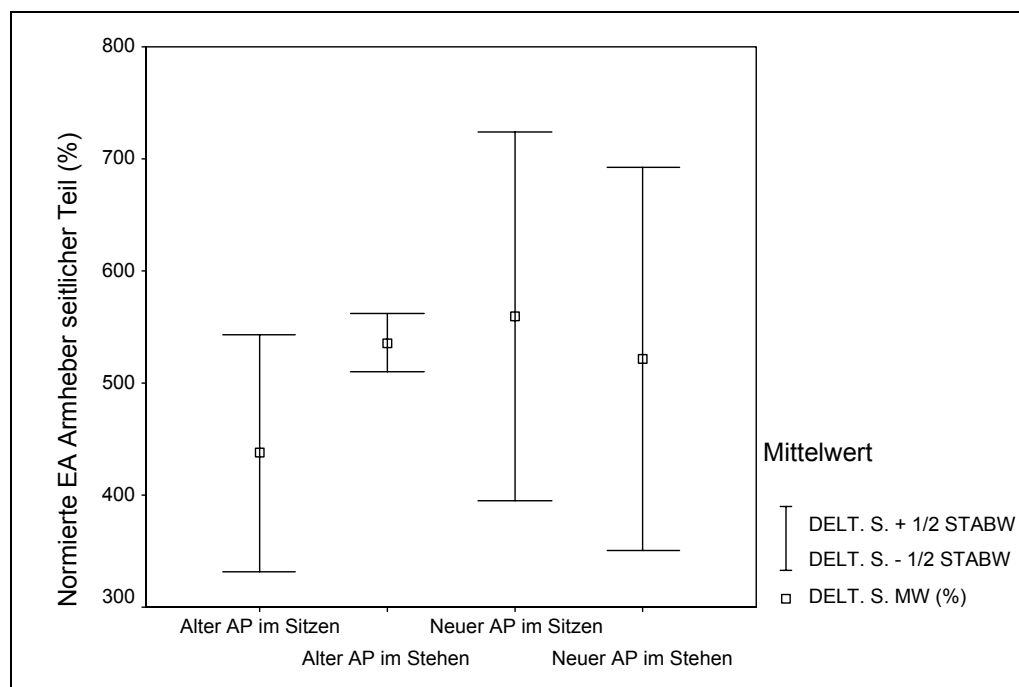 Normierte EA Armheber seitlicher Teil (%)
800
700
600
500
400
300
Alter AP im Sitzen
Neuer AP im Sitzen
Alter AP im Stehen
Neuer AP im Stehen
Mittelwert
DELT. S. + 1/2 STABW
DELT. S. - 1/2 STABW
DELT. S. MW (%)